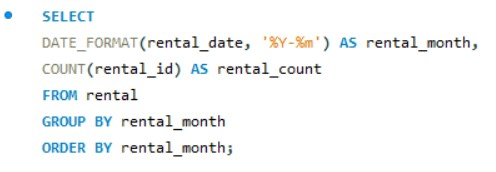 SELECT
DATE_FORMAT(rental_date, '%Y-%m') AS rental_month,
COUNT(rental_id) AS rental_count
FROM rental
GROUP BY rental_month
ORDER BY rental_month;